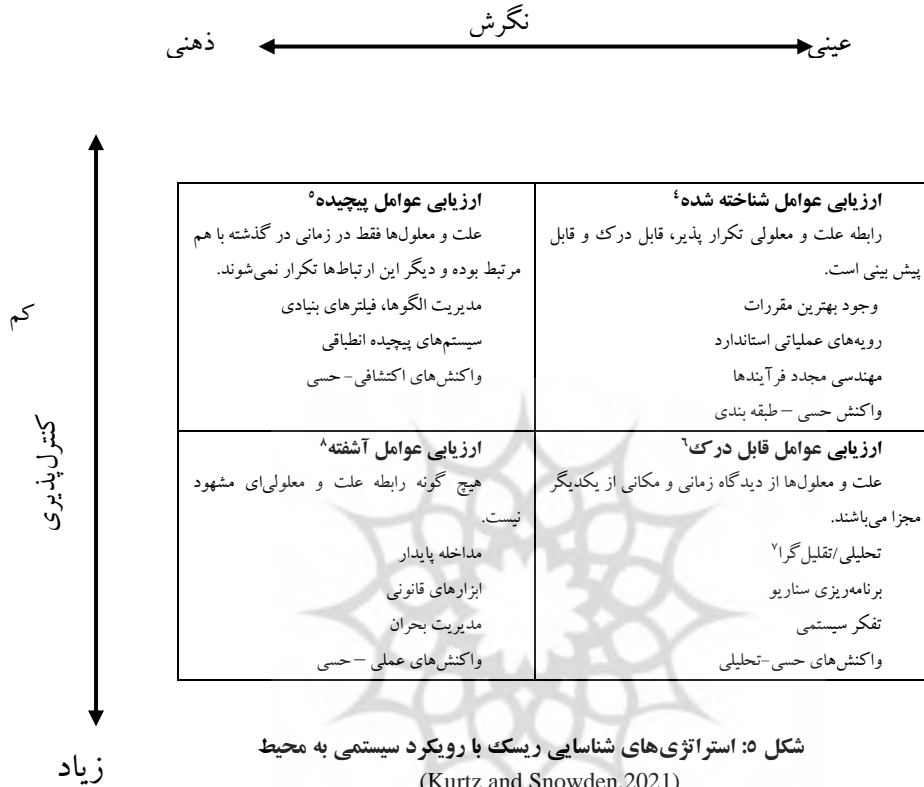 نگرش
عینی
ذهنی
ارزیابی عوامل شناخته شده٤
رابطه علت و معلولی تکرار پذیر، قابل درک و قابل
پیش بینی است.
وجود بهترین مقررات
رویه‌های عملیاتی استاندارد
مهندسی مجدد فرآیندها
واکنش حسی – طبقه بندی
ارزیابی عوامل پیچیده٥
علت و معلول‌ها فقط در زمانی در گذشته با هم
مرتبط بوده و دیگر این ارتباط‌ها تکرار نمی‌شوند.
مدیریت الگوها، فیلترهای بنیادی
سیستم‌های پیچیده انطباقی
واکنش‌های اکتشافی- حسی
ارزیابی عوامل قابل درک٦
علت و معلول‌ها از دیدگاه زمانی و مکانی از یکدیگر
مجزا می‌باشند.
تحلیلی/تقلیل‌گرا٧
برنامه‌ریزی سناریو
تفکر سیستمی
واکنش‌های حسی-تحلیلی
ارزیابی عوامل آشفته٨
هیچ گونه رابطه علت و معلولی‌ای مشهود
نیست.
مداخله پایدار
ابزارهای قانونی
مدیریت بحران
واکنش‌های عملی – حسی
کم
کنترل‌پذیری
زیاد
شکل ٥: استراتژی‌های شناسایی ریسک با رویکرد سیستمی به محیط
(Kurtz and Snowden,2021)